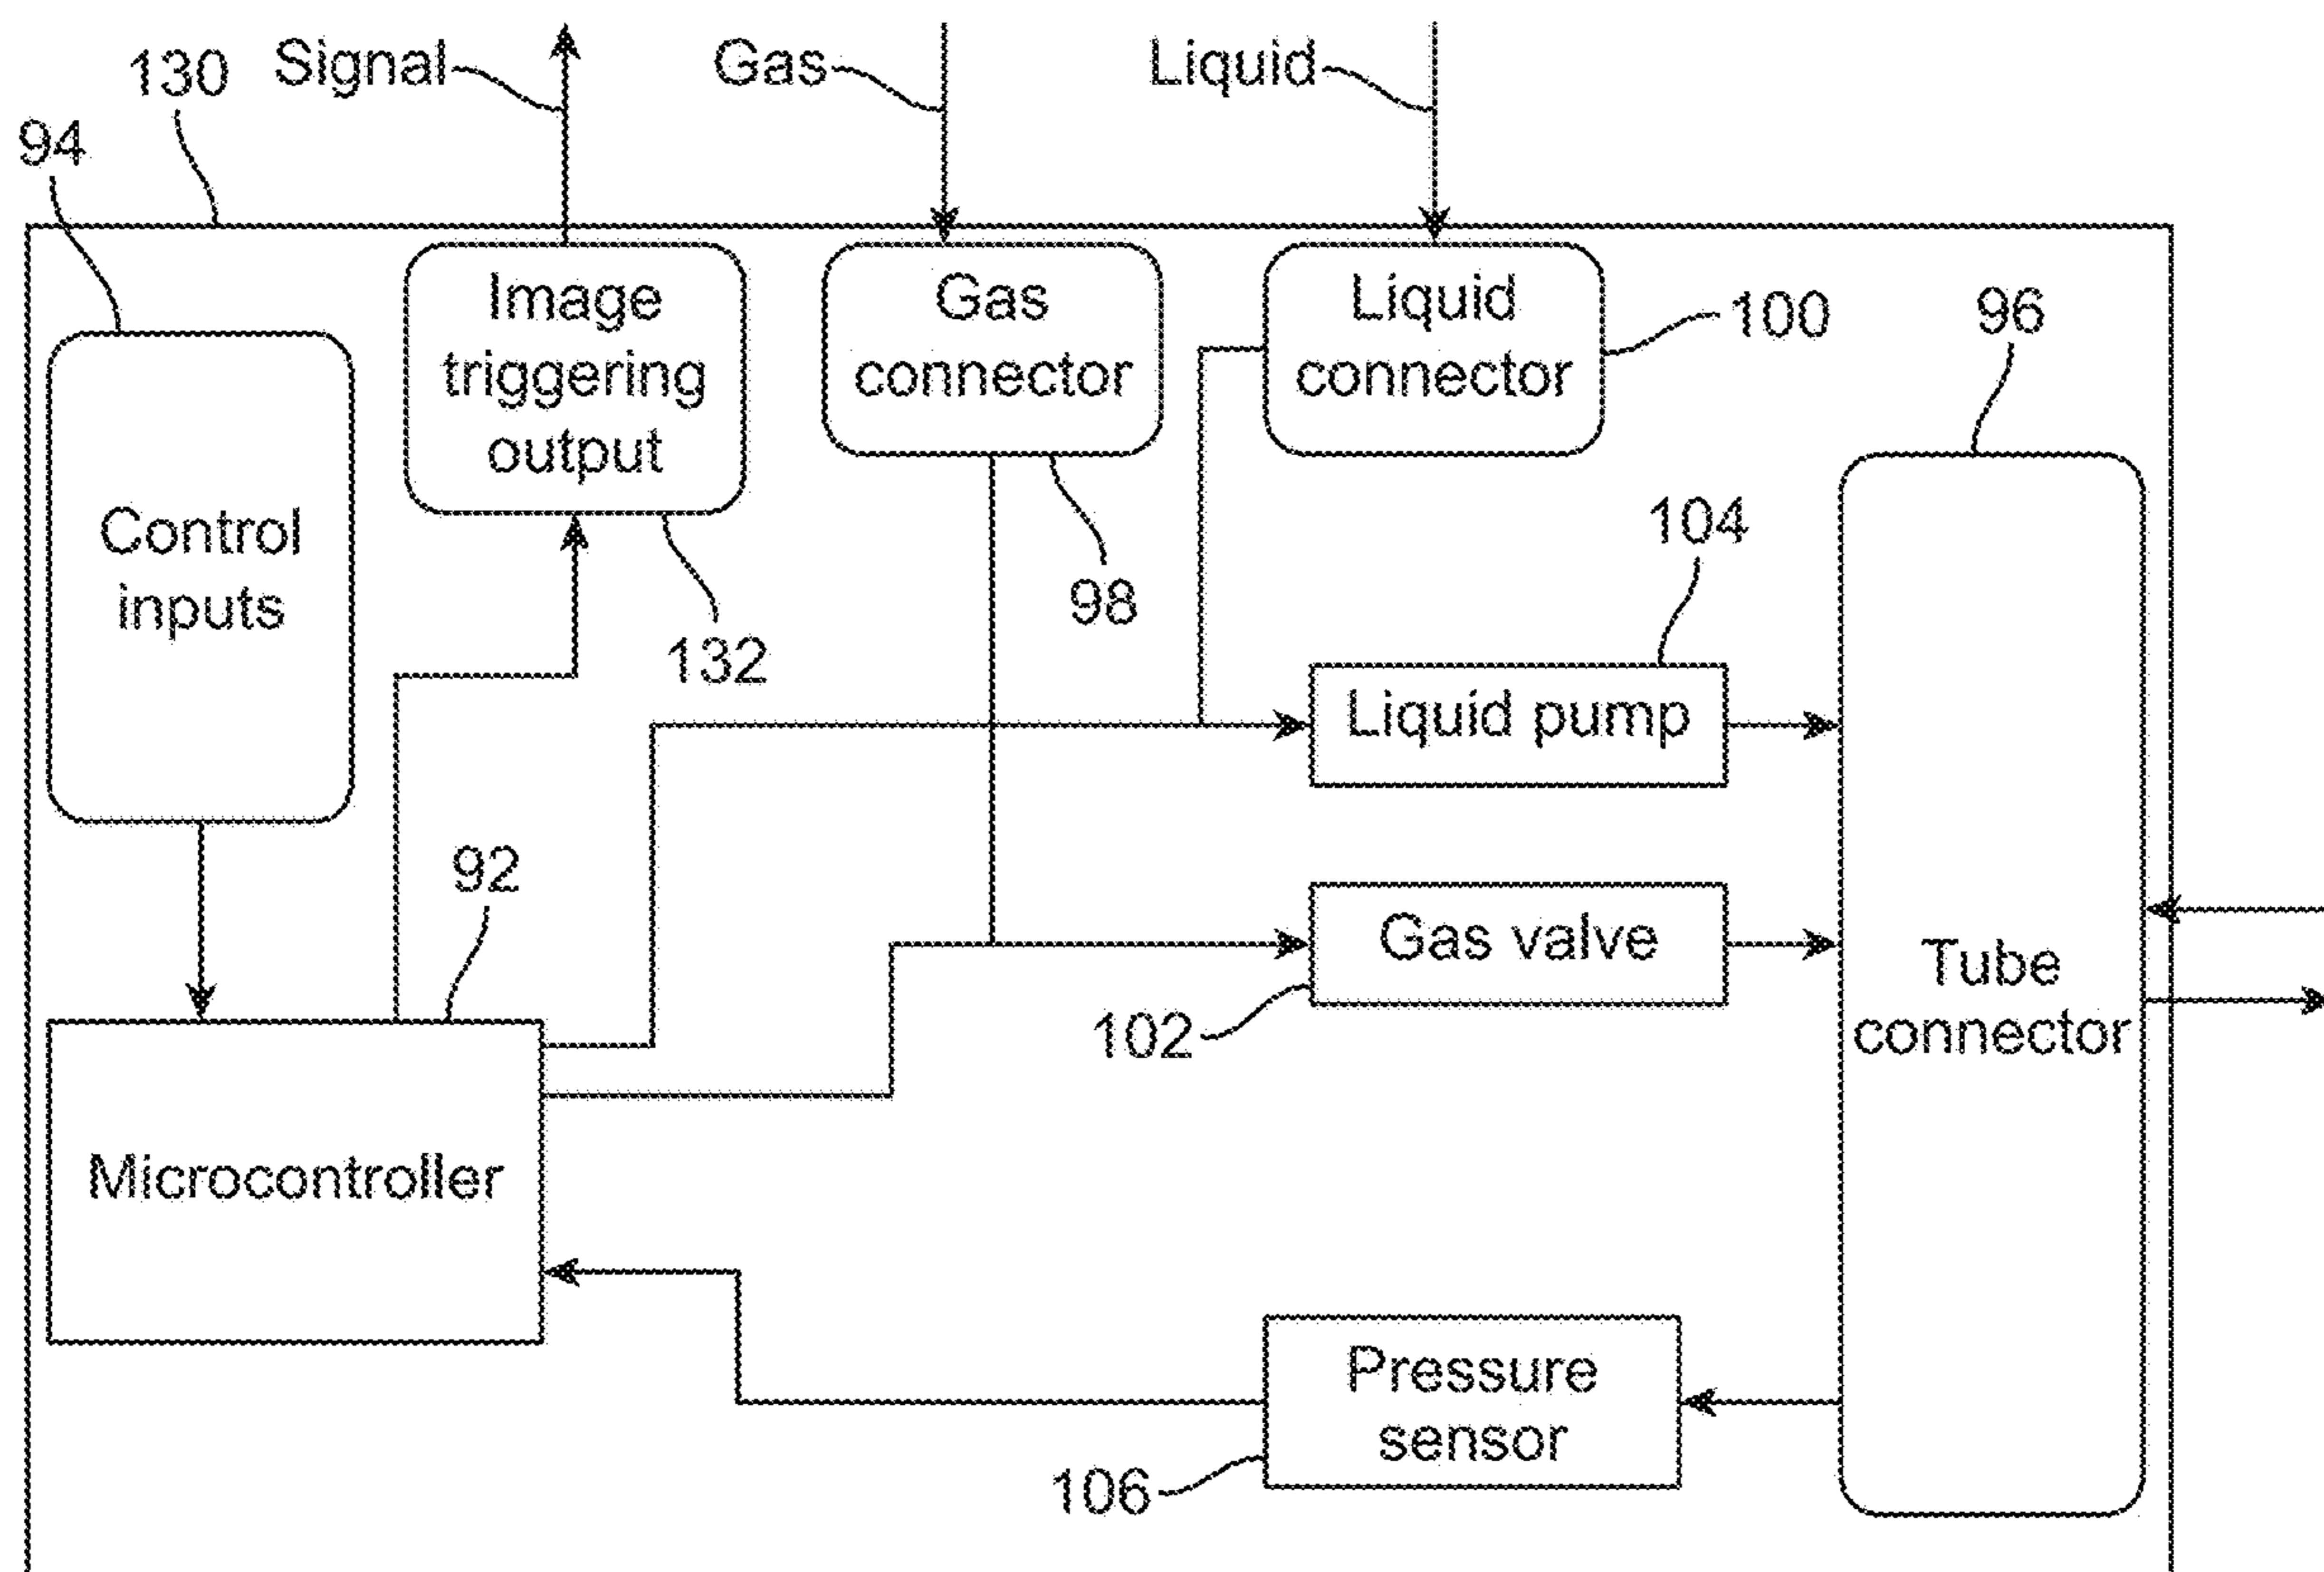 130
Signal
Gas
Liquid
94
Image
triggering
output
Gas
connector
Liquid
connector
100
96
Control
inputs
98
132
104
Liquid pump
92
Gas valve
102
Tube
connector
Microcontroller
Pressure
sensor
106